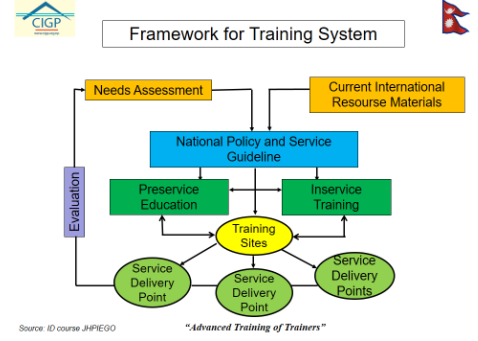 CIGP
Framework for Training System
Needs Assessment
Current International
Resourse Materials
National Policy and Service
Guideline
Preservice
Education
Inservice
Training
Evaluation
Training
Sites
Service
Delivery
Point
Service
Delivery
Point
Service
Delivery
Points
Source: ID course JHPIEGO
“Advanced Training of Trainers”